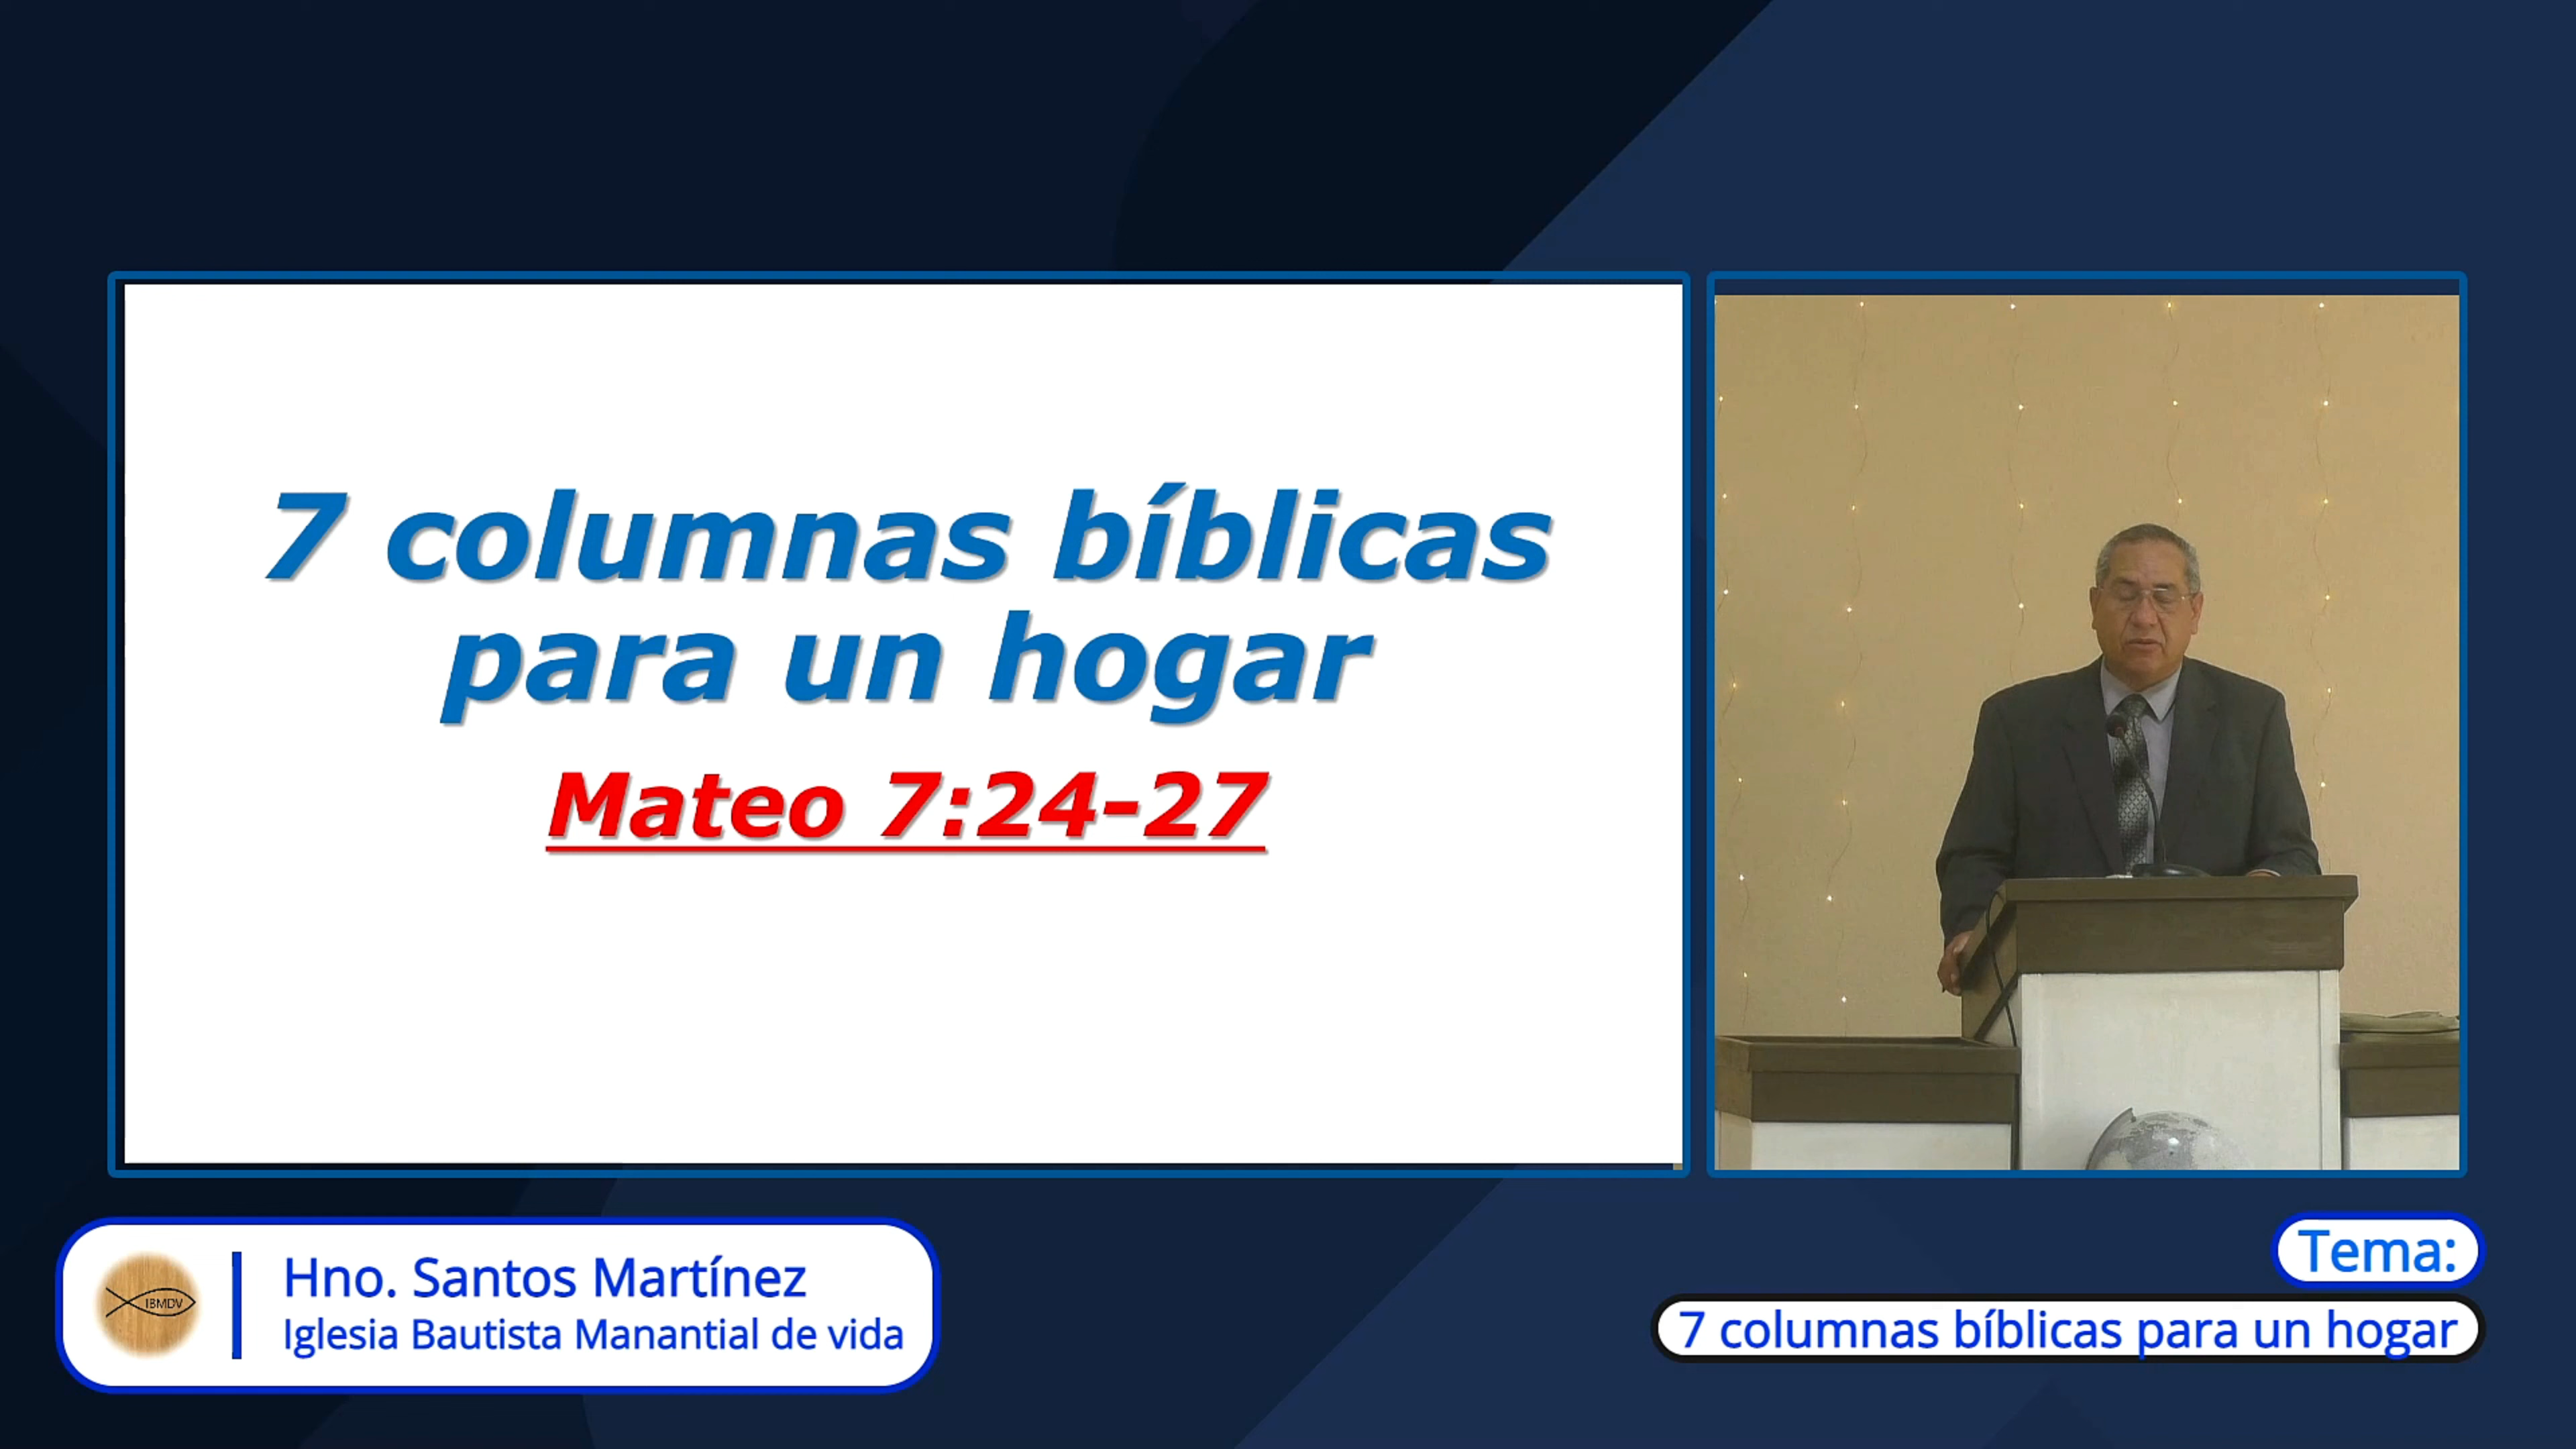 7 columnas bíblicas
para un hogar
Mateo 7:24-27
IBMDV
Hno. Santos Martínez
Iglesia Bautista Manantial de vida
Tema:
7 columnas bíblicas para un hogar